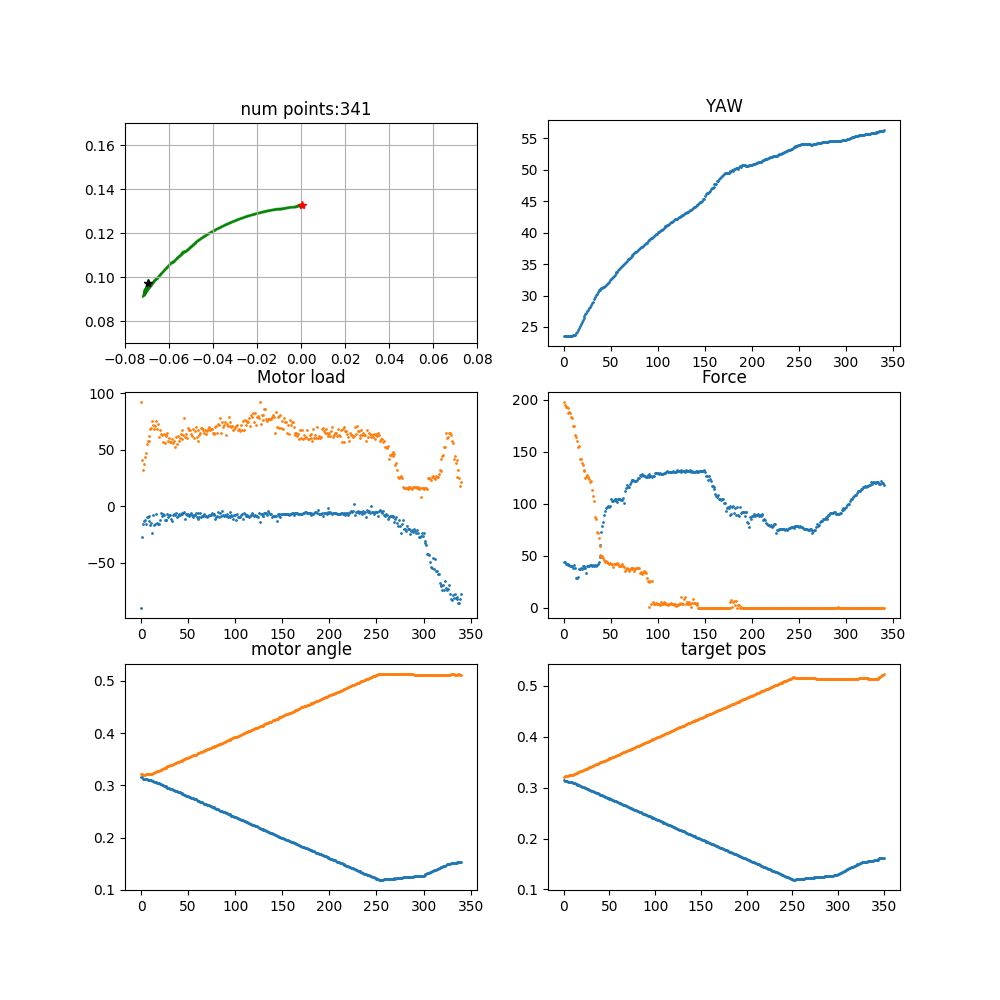 num points:341
0.16
0.14
0.12
0.10
0.08
−0.08 −0.06 −0.04 −0.02 0.00 0.02 0.04 0.06 0.08
YAW
55
50
45
40
35
30
25
0 50 100 150 200 250 300 350
Motor load
100
50
0
−50
0 50 100 150 200 250 300 350
Force
200
150
100
50
0
0 50 100 150 200 250 300 350
motor angle
0.5
0.4
0.3
0.2
0.1
0 50 100 150 200 250 300 350
target pos
0.5
0.4
0.3
0.2
0.1
0 50 100 150 200 250 300 350